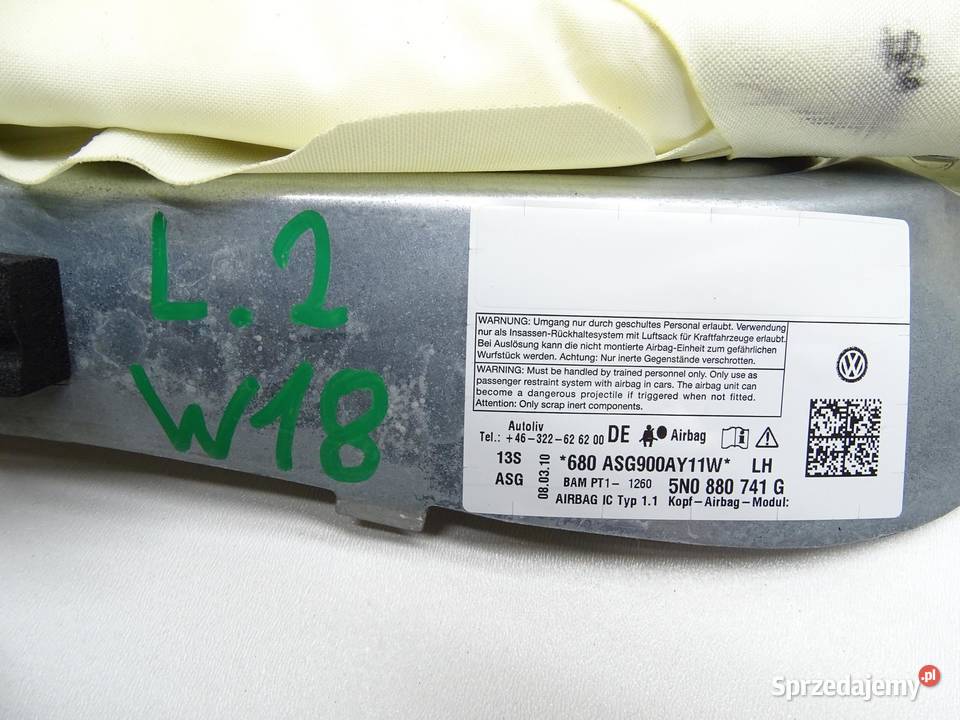 L.2
W18
WARNUNG: Umgang nur durch geschultes Personal erlaubt. Verwendung
nur als Insassen-Rückhaltesystem mit Luftsack für Kraftfahrzeuge erlaubt.
Bei Auslösung kann die nicht montierte Airbag-Einheit zum gefährlichen
Wurfstück werden. Achtung: Nur inerte Gegenstände verschrotten.
WARNING: Must be handled by trained personnel only. Only use as
passenger restraint system with airbag in cars. The airbag unit can
become a dangerous projectile if triggered when not fitted.
Attention: Only scrap inert components.
Autoliv
Tel.: +46-322-626200 DE Airbag
13S *680 ASG900AY11W* LH
ASG 08.03.10 BAM PT1- 1260 5N0 880 741 G
AIRBAG IC Typ 1.1 Kopf-Airbag-Modul:
Sprzedajemy.pl